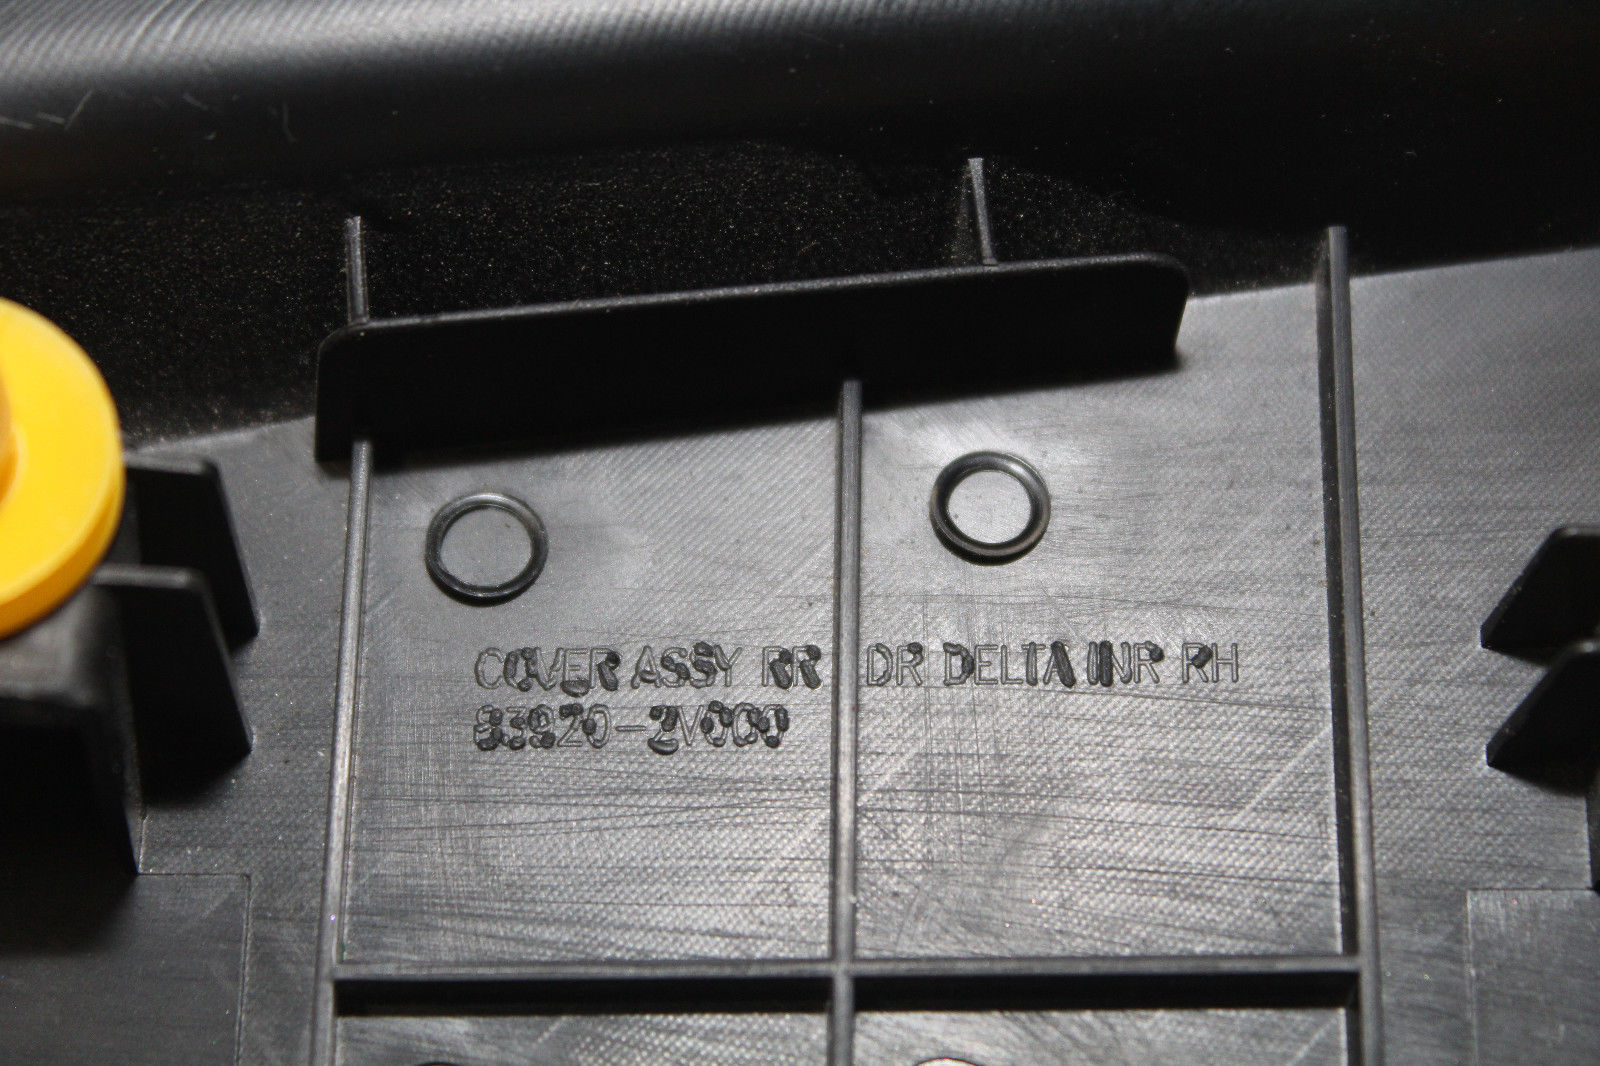 COVER ASSY RR DR DELTA INR RH
83920-2V000